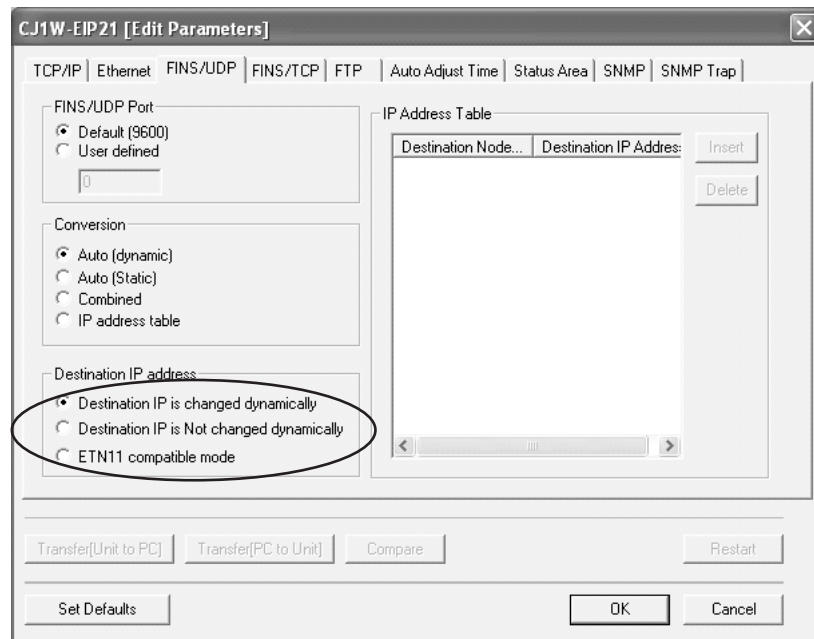 CJ1W-EIP21 [Edit Parameters]
TCP/IP Ethernet FINS/UDP FINS/TCP FTP Auto Adjust Time Status Area SNMP SNMP Trap
FINS/UDP Port
Default (9600)
User defined
0
Conversion
Auto (dynamic)
Auto (Static)
Combined
IP address table
Destination IP address
Destination IP is changed dynamically
Destination IP is Not changed dynamically
ETN11 compatible mode
IP Address Table
Destination Node... Destination IP Addres
Insert
Delete
Transfer[Unit to PC] Transfer[PC to Unit] Compare Restart
Set Defaults OK Cancel